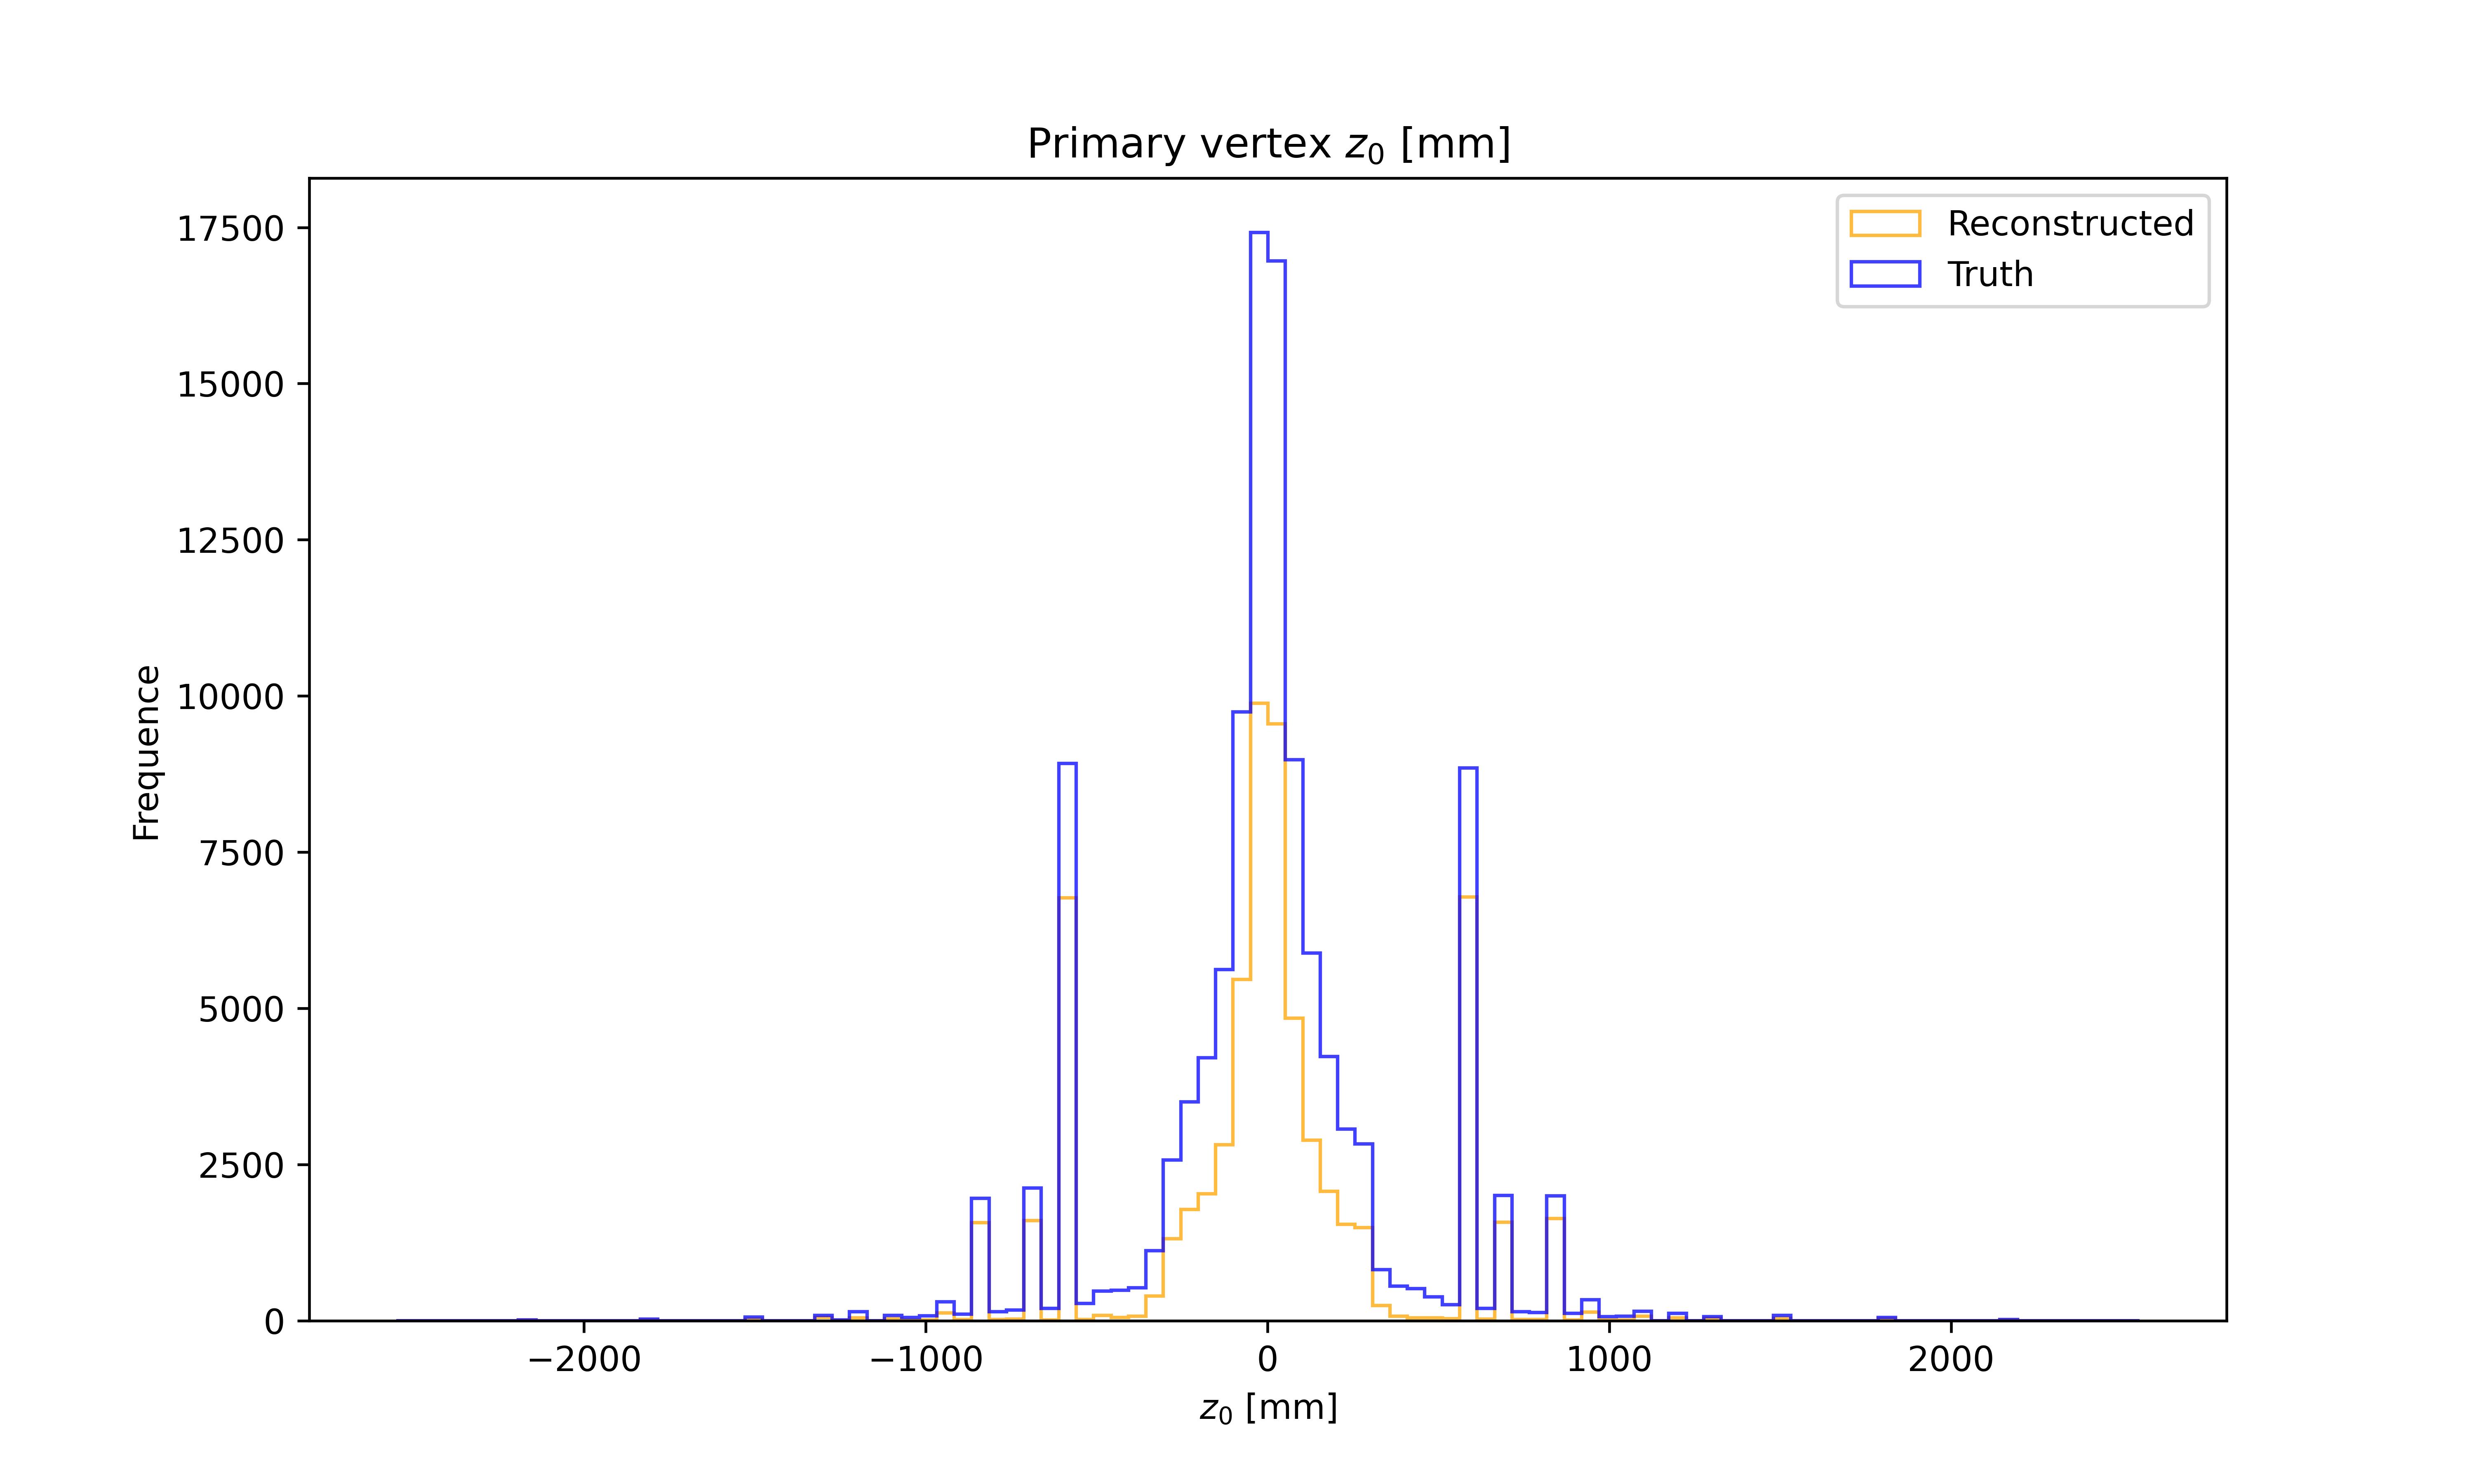 Primary vertex z₀ [mm]
Reconstructed
Truth
17500
15000
12500
10000
7500
5000
2500
0
Frequence
−2000
−1000
0
1000
2000
z₀ [mm]